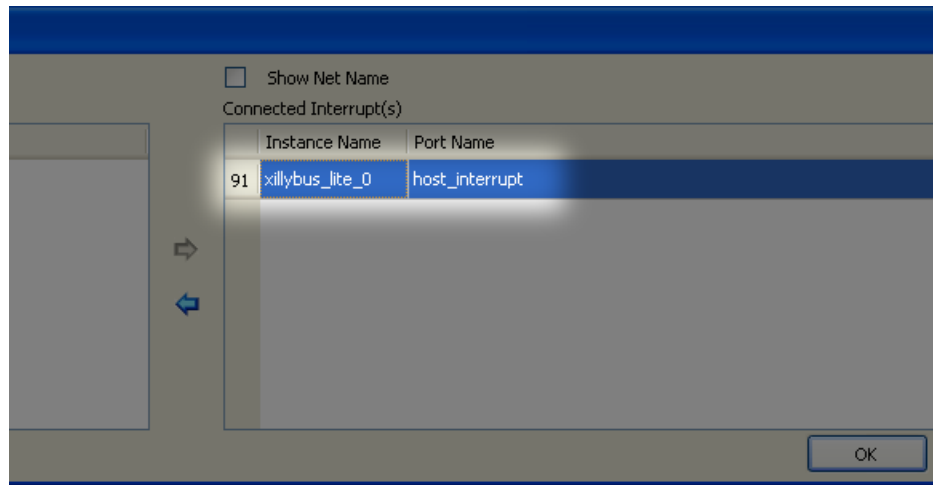 Show Net Name
Connected Interrupt(s)
Instance Name Port Name
91 xillybus_lite_0 host_interrupt
OK